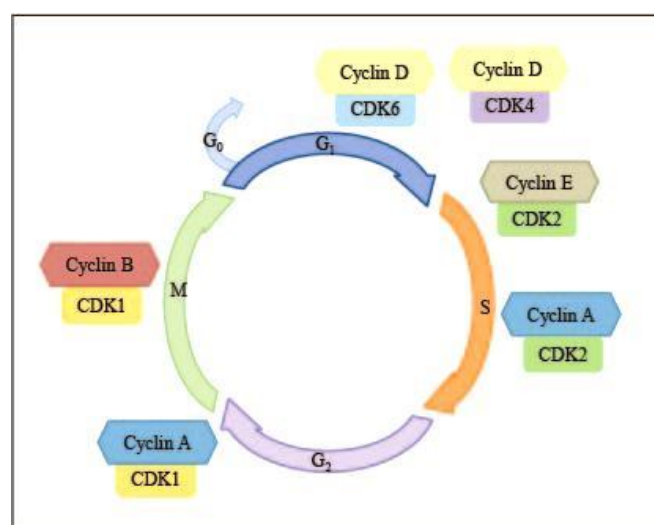 Cyclin D
CDK6
Cyclin D
CDK4
G0
G1
Cyclin E
CDK2
Cyclin B
CDK1
M
S
Cyclin A
CDK2
Cyclin A
CDK1
G2